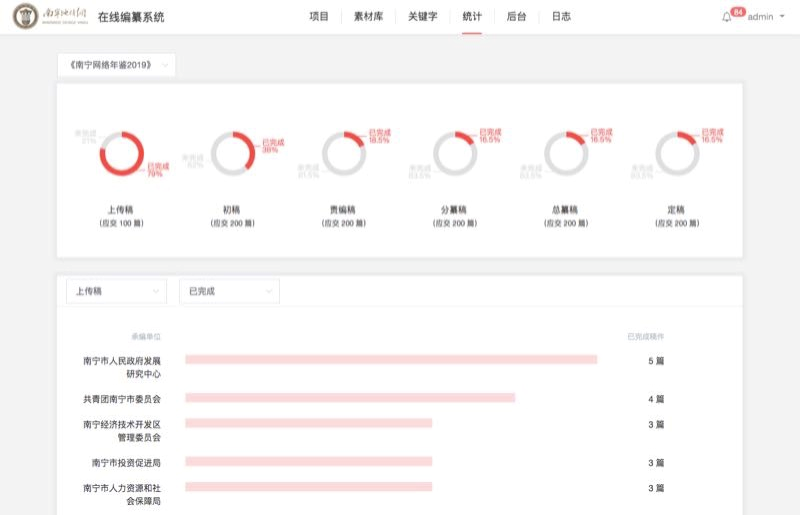 南宁地情网
在线编纂系统
项目
素材库
关键字
统计
后台
日志
84
admin
《南宁网络年鉴2019》
未完成
21%
已完成
79%
未完成
62%
已完成
38%
未完成
81.5%
已完成
18.5%
未完成
83.5%
已完成
16.5%
未完成
83.5%
已完成
16.5%
未完成
83.5%
已完成
16.5%
上传稿
(应交 100 篇)
初稿
(应交 200 篇)
责编稿
(应交 200 篇)
分纂稿
(应交 200 篇)
总纂稿
(应交 200 篇)
定稿
(应交 200 篇)
上传稿
已完成
承编单位
已完成稿件
南宁市人民政府发展
研究中心
5 篇
共青团南宁市委员会
4 篇
南宁经济技术开发区
管理委员会
3 篇
南宁市投资促进局
3 篇
南宁市人力资源和社
会保障局
3 篇